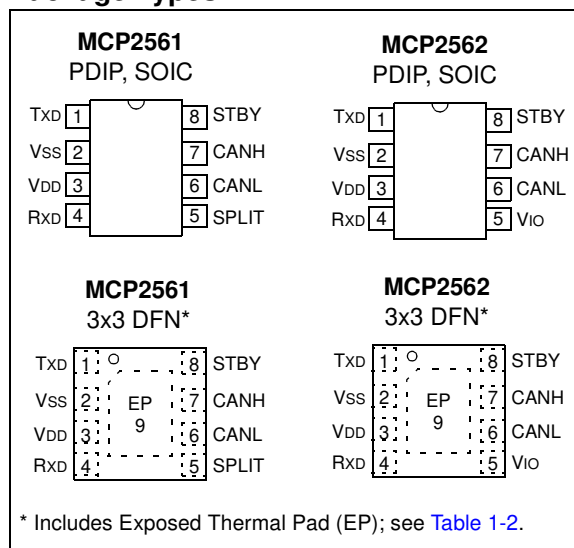 MCP2561
PDIP, SOIC
TXD 1 8 STBY
VSS 2 7 CANH
VDD 3 6 CANL
RXD 4 5 SPLIT
MCP2562
PDIP, SOIC
TXD 1 8 STBY
VSS 2 7 CANH
VDD 3 6 CANL
RXD 4 5 VIO
MCP2561
3x3 DFN*
TXD 1 8 STBY
VSS 2 EP 7 CANH
9
VDD 3 6 CANL
RXD 4 5 SPLIT
MCP2562
3x3 DFN*
TXD 1 8 STBY
VSS 2 EP 7 CANH
9
VDD 3 6 CANL
RXD 4 5 VIO
* Includes Exposed Thermal Pad (EP); see Table 1-2.